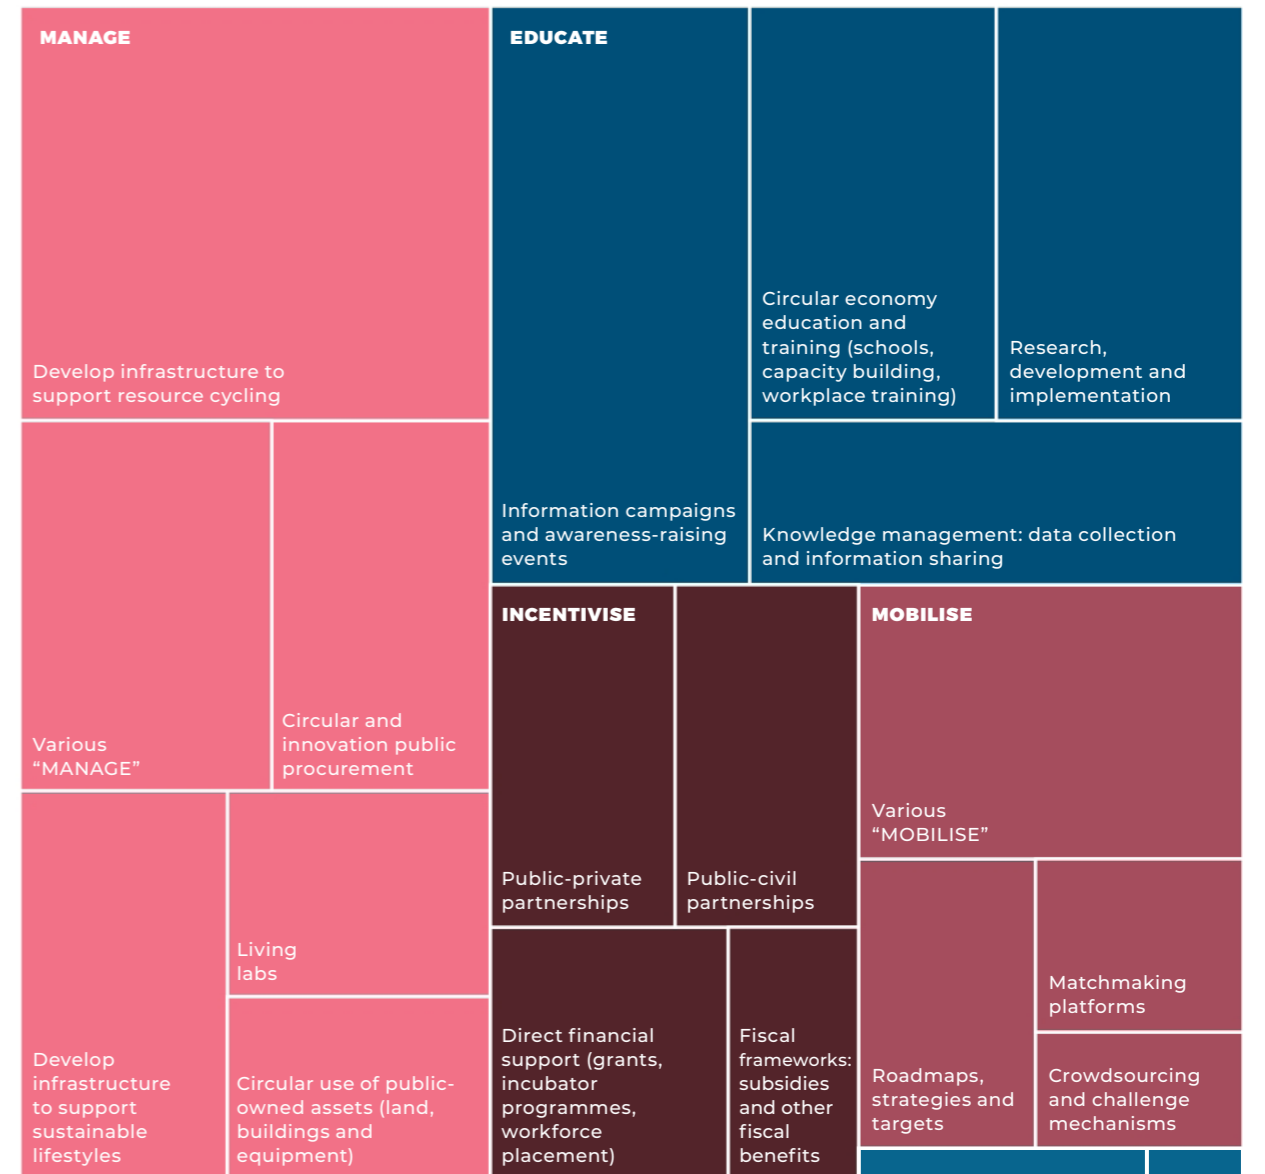 MANAGE
Develop infrastructure to
support resource cycling
Various
“MANAGE”
Circular and
innovation public
procurement
Develop
infrastructure
to support
sustainable
lifestyles
Living
labs
Circular use of public-
owned assets (land,
buildings and
equipment)
EDUCATE
Information campaigns
and awareness-raising
events
Circular economy
education and
training (schools,
capacity building,
workplace training)
Research,
development and
implementation
Knowledge management: data collection
and information sharing
INCENTIVISE
Public-private
partnerships
Public-civil
partnerships
Direct financial
support (grants,
incubator
programmes,
workforce
placement)
Fiscal
frameworks:
subsidies
and other
fiscal
benefits
MOBILISE
Various
“MOBILISE”
Roadmaps,
strategies and
targets
Matchmaking
platforms
Crowdsourcing
and challenge
mechanisms